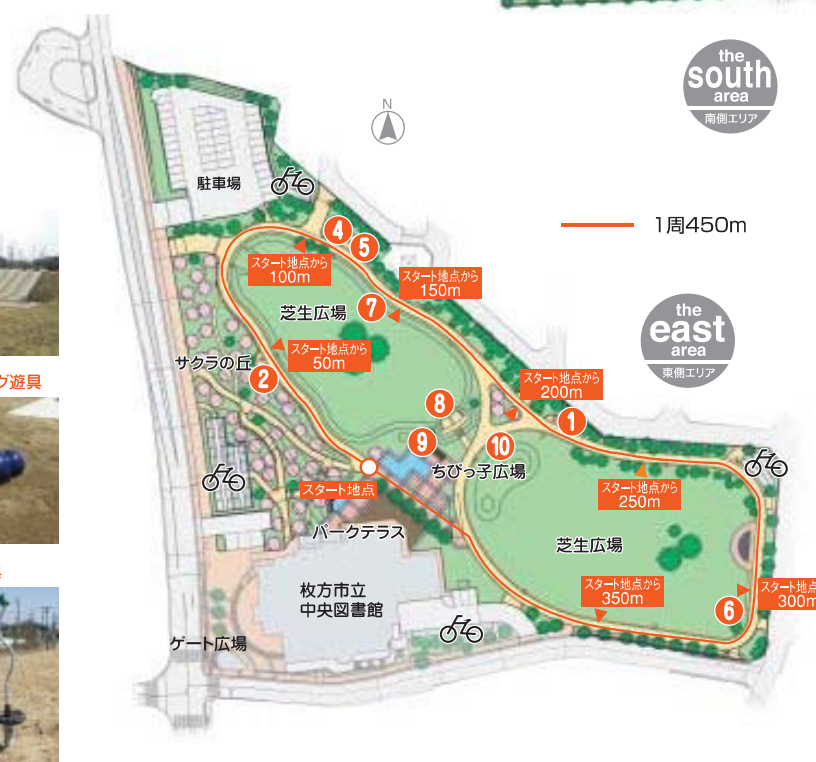 the
south
area
南側エリア
N
駐車場
1周450m
4
5
スタート地点から
100m
スタート地点から
150m
7
芝生広場
the
east
area
東側エリア
スタート地点から
50m
サクラの丘
2
スタート地点から
200m
グ遊具
8
1
9
10
ちびっ子広場
スタート地点
スタート地点から
250m
パークテラス
芝生広場
枚方市立
中央図書館
スタート地点から
350m
スタート地点
300m
6
ゲート広場